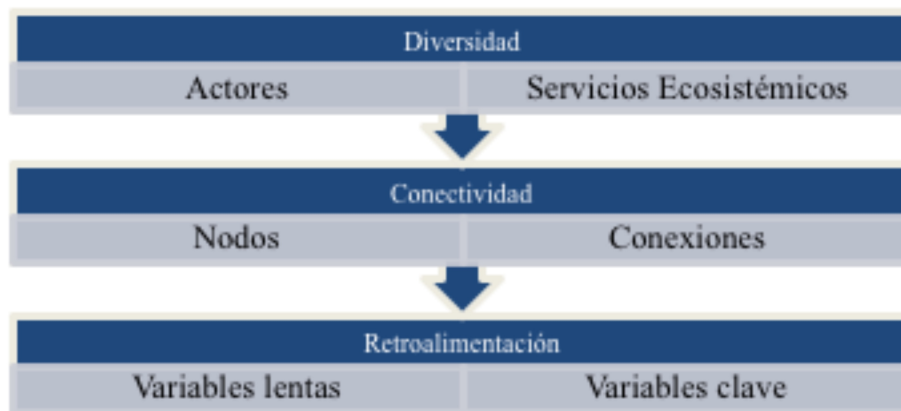 Diversidad
Actores Servicios Ecosistémicos
Conectividad
Nodos Conexiones
Retroalimentación
Variables lentas Variables clave